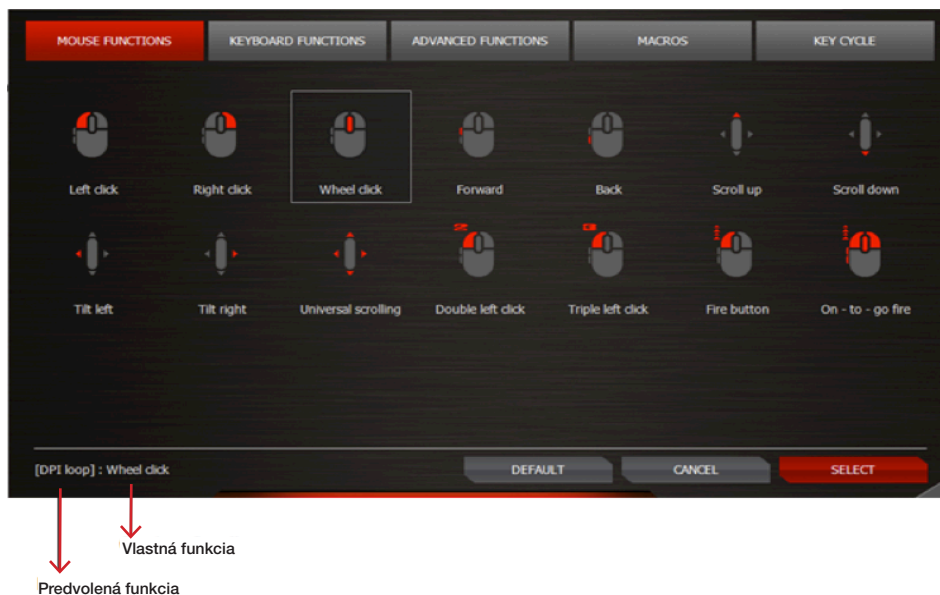 MOUSE FUNCTIONS KEYBOARD FUNCTIONS ADVANCED FUNCTIONS MACROS KEY CYCLE
Left click Right click Wheel click Forward Back Scroll up Scroll down
Tilt left Tilt right Universal scrolling Double left click Triple left click Fire button On - to - go fire
[DPI loop] : Wheel click DEFAULT CANCEL SELECT
Vlastná funkcia
Predvolená funkcia